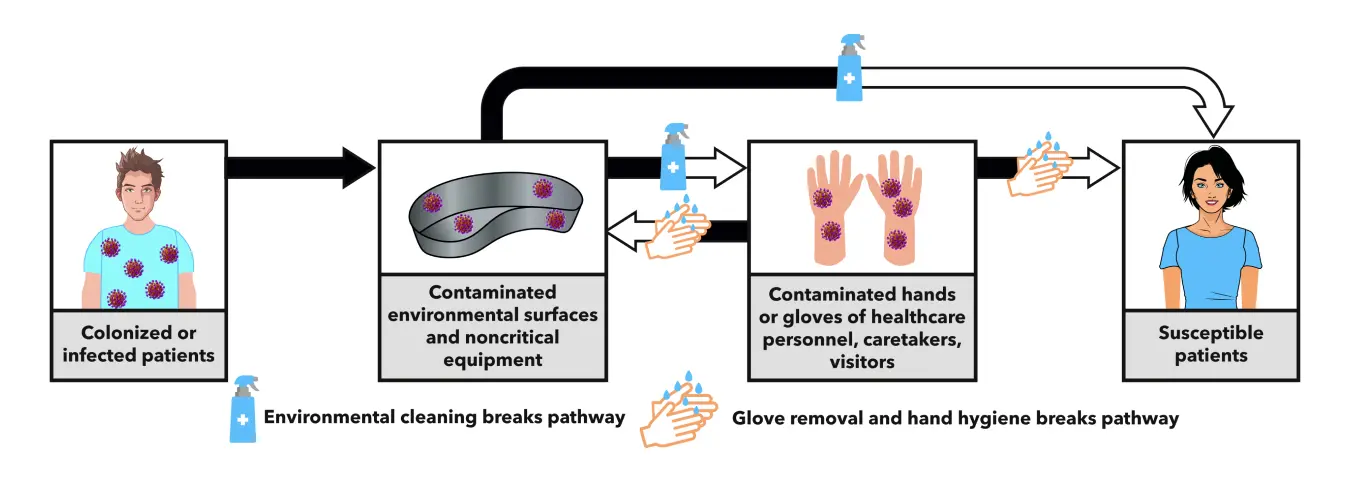 Colonized or
infected patients
Contaminated
environmental surfaces
and noncritical
equipment
Contaminated hands
or gloves of healthcare
personnel, caretakers,
visitors
Susceptible
patients
Environmental cleaning breaks pathway
Glove removal and hand hygiene breaks pathway